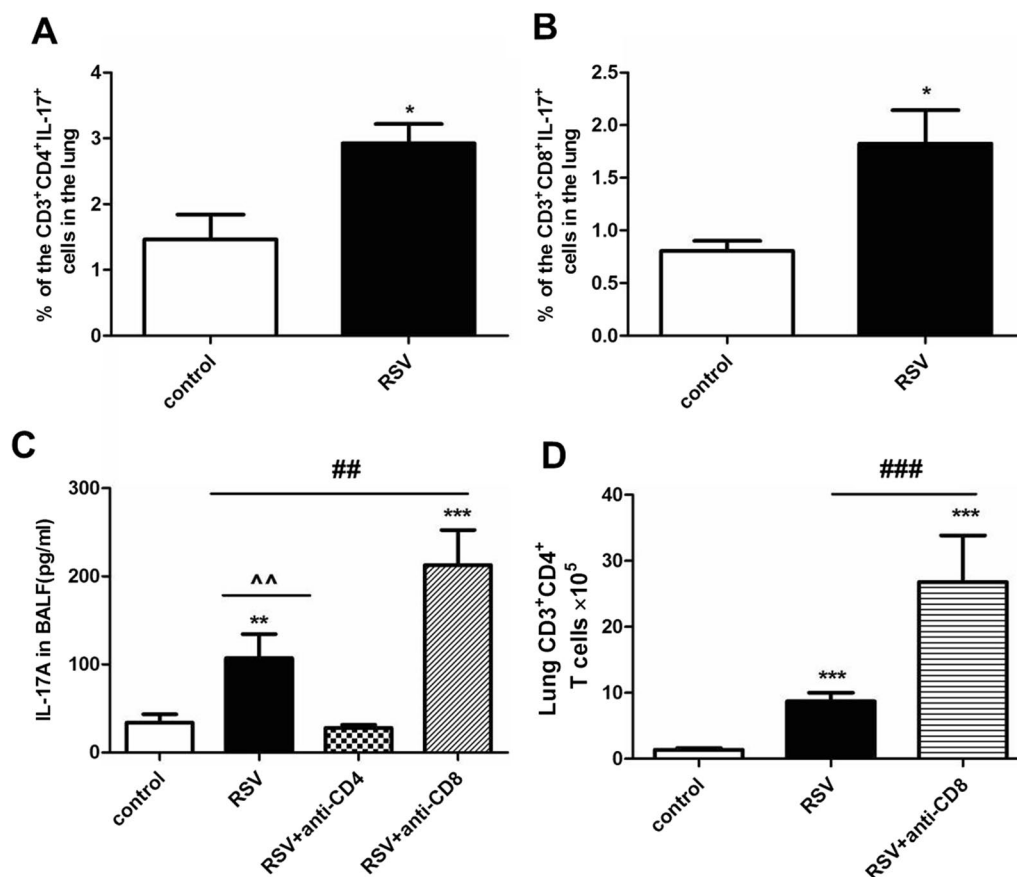 A
% of the CD3⁺CD4⁺IL-17⁺
cells in the lung
4
3
2
1
0
*
control
RSV
B
% of the CD3⁺CD8⁺IL-17⁺
cells in the lung
2.5
2.0
1.5
1.0
0.5
0.0
*
control
RSV
C
IL-17A in BALF(pg/ml)
300
200
100
0
##
^^
**
***
control
RSV
RSV+anti-CD4
RSV+anti-CD8
D
Lung CD3⁺CD4⁺
T cells ×10⁵
40
30
20
10
0
###
***
***
control
RSV
RSV+anti-CD8